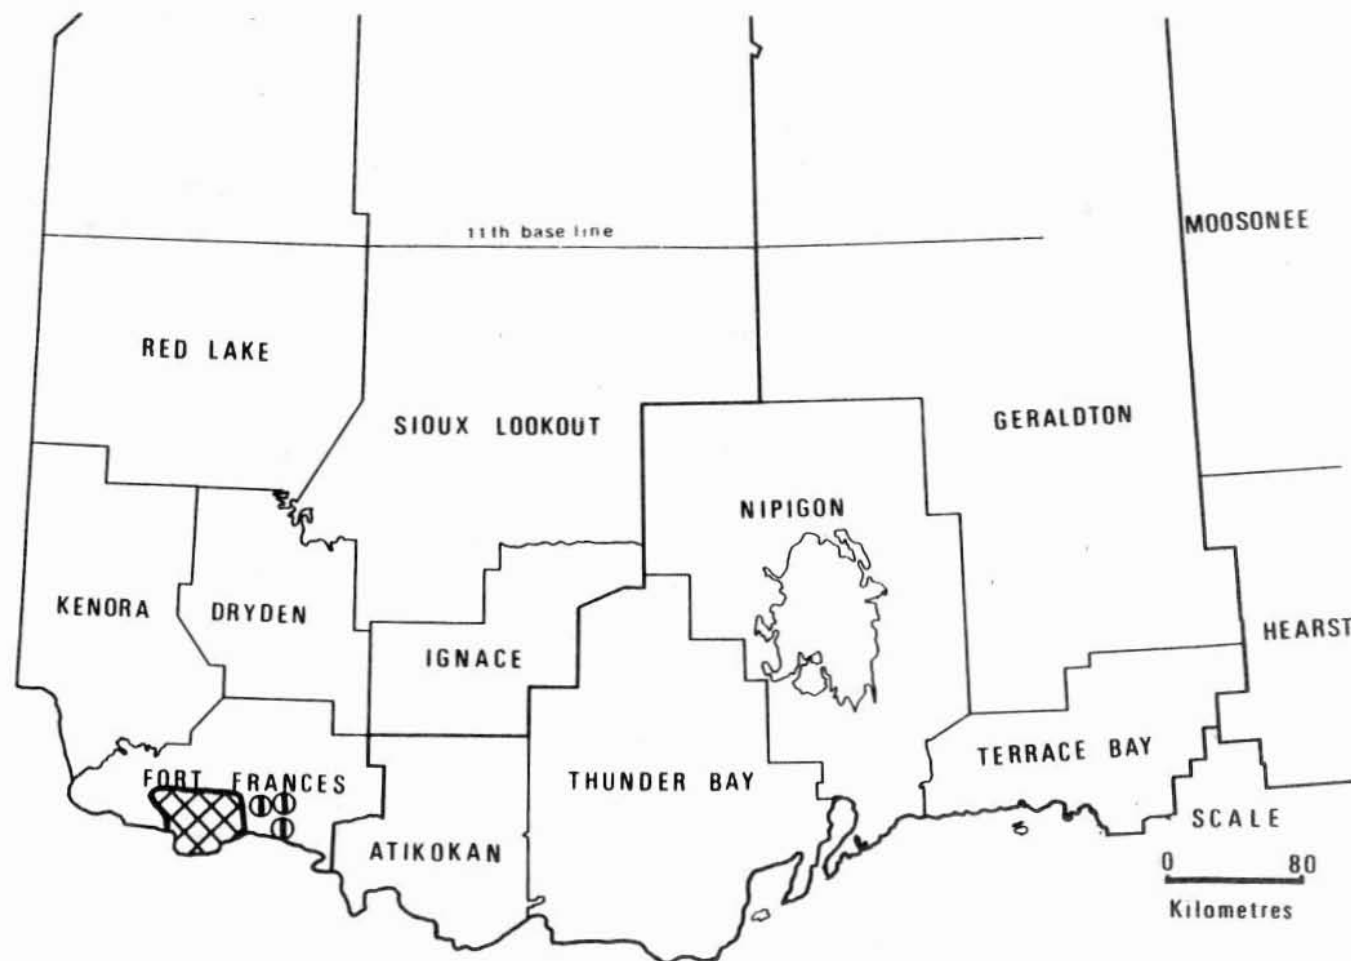 11th base line
MOOSONEE
RED LAKE
SIOUX LOOKOUT
GERALDTON
NIPIGON
KENORA
DRYDEN
IGNACE
HEARST
FORT FRANCES
THUNDER BAY
TERRACE BAY
ATIKOKAN
SCALE
0 80
Kilometres